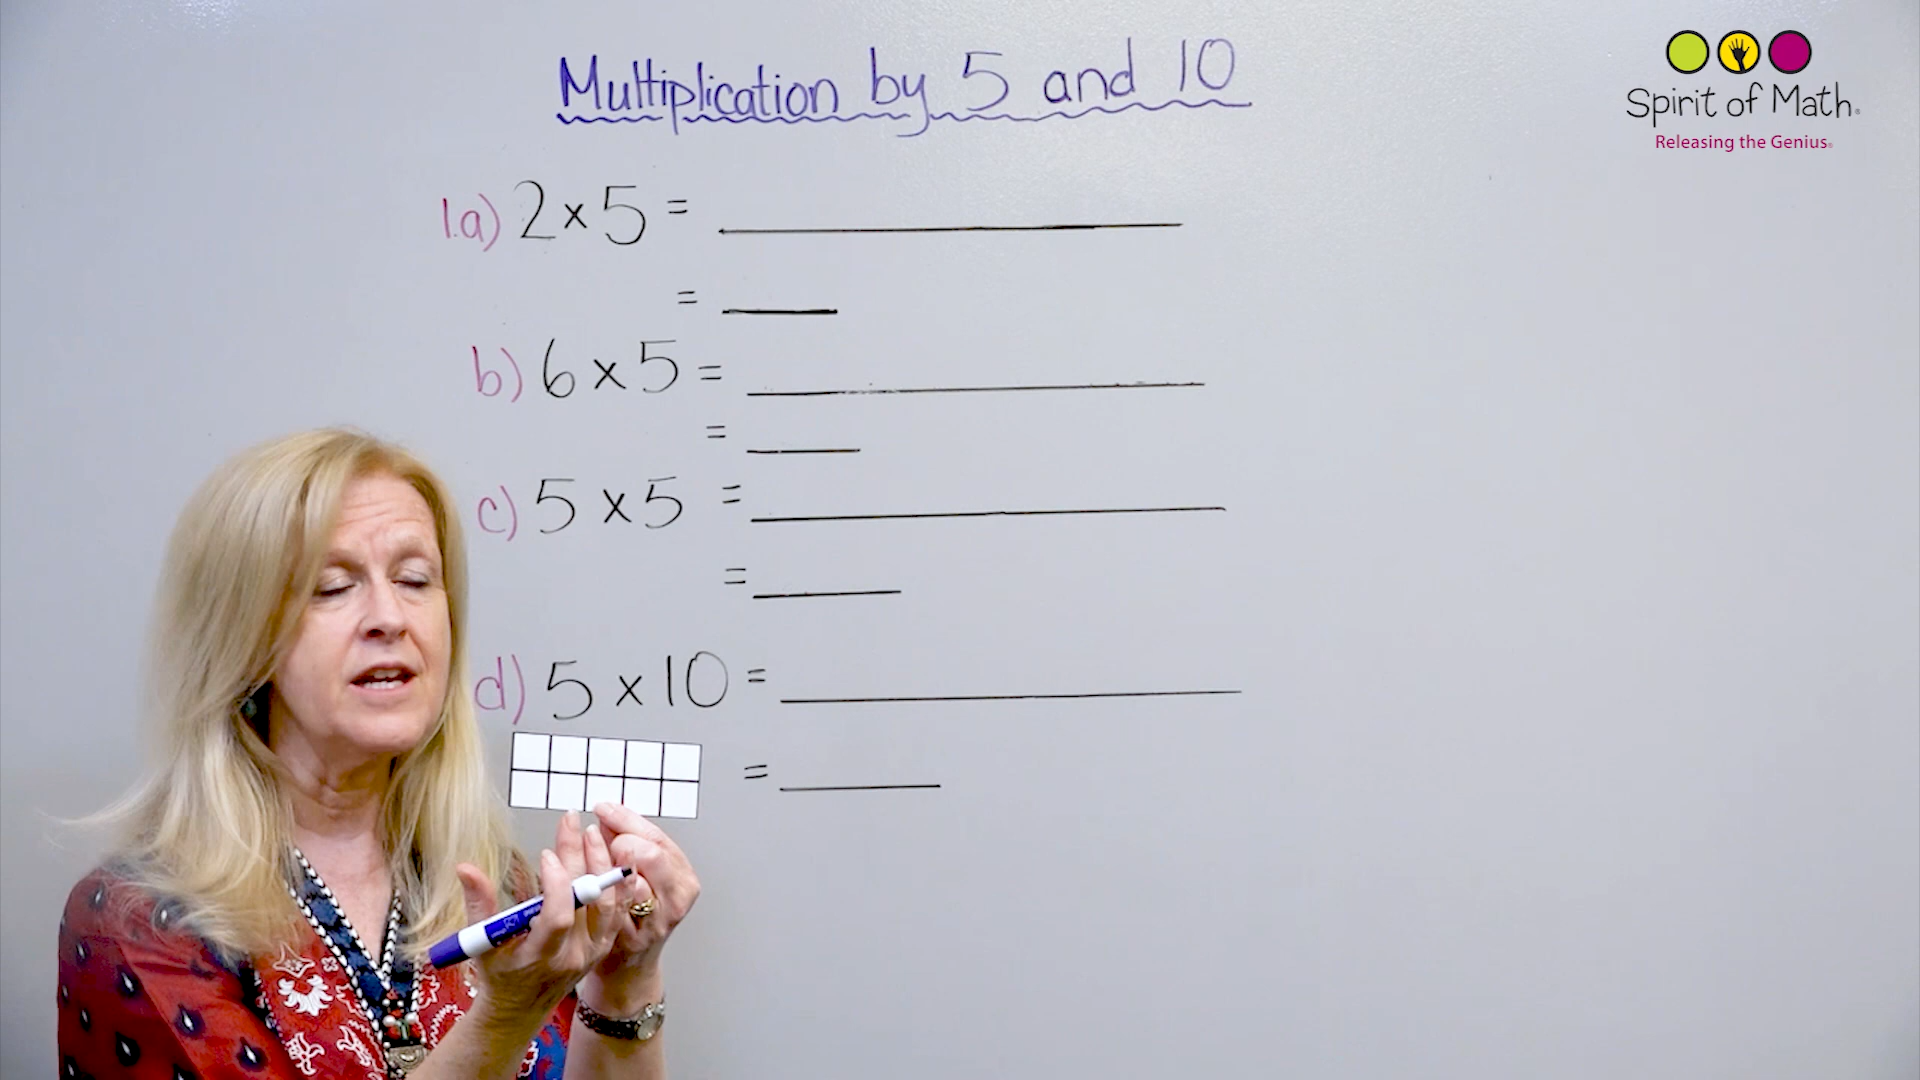 Multiplication by 5 and 10
Spirit of Math
Releasing the Genius
1.a) 2 x 5 =
=
b) 6 x 5 =
=
c) 5 x 5 =
=
d) 5 x 10 =
=